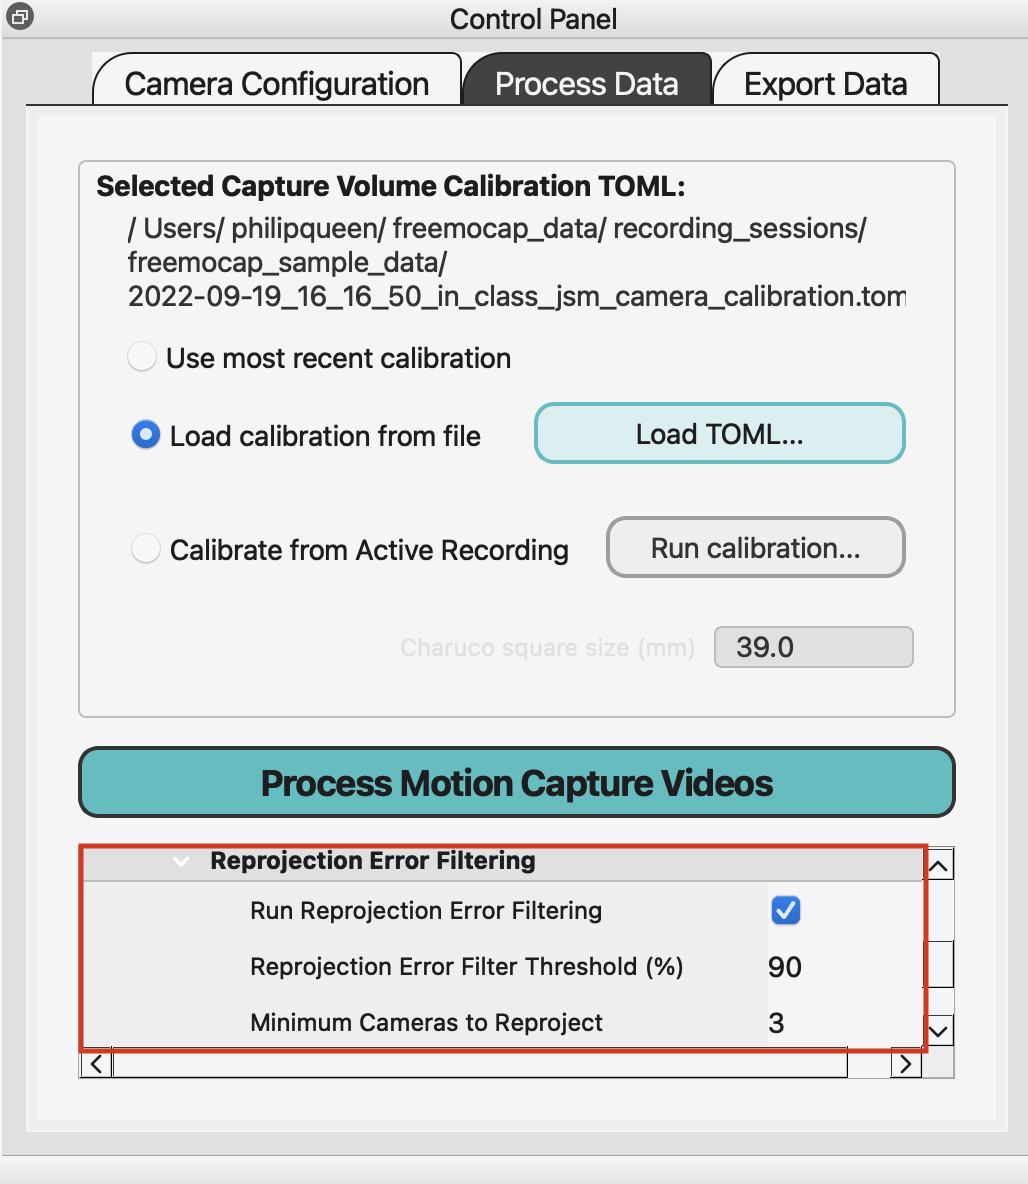 Control Panel
Camera Configuration
Process Data
Export Data
Selected Capture Volume Calibration TOML:
/ Users/ philipqueen/ freemocap_data/ recording_sessions/
freemocap_sample_data/
2022-09-19_16_16_50_in_class_jsm_camera_calibration.tom
Use most recent calibration
Load calibration from file
Load TOML...
Calibrate from Active Recording
Run calibration...
Charuco square size (mm)
39.0
Process Motion Capture Videos
Reprojection Error Filtering
Run Reprojection Error Filtering
Reprojection Error Filter Threshold (%)
90
Minimum Cameras to Reproject
3